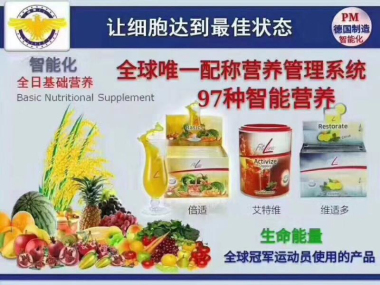 让细胞达到最佳状态
PM
德国制造
智能化
智能化
全日基础营养
Basic Nutritional Supplement
全球唯一配称营养管理系统
97种智能营养
Restorate
Activize
FitLine
倍适
艾特维
维适多
生命能量
全球冠军运动员使用的产品